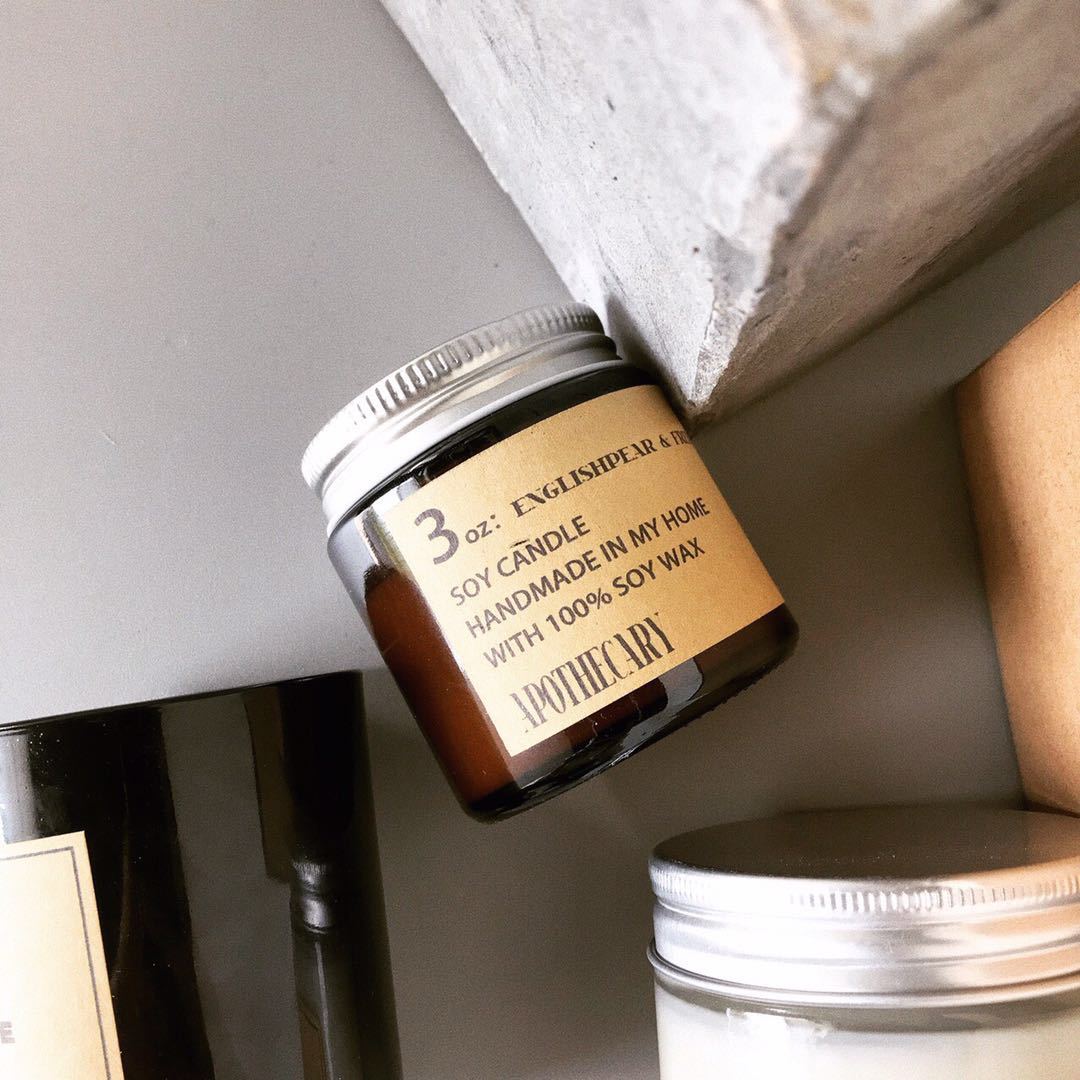 3 oz: ENGLISHPEAR &
SOY CANDLE
HANDMADE IN MY HOME
WITH 100% SOY WAX
APOTHECARY
E